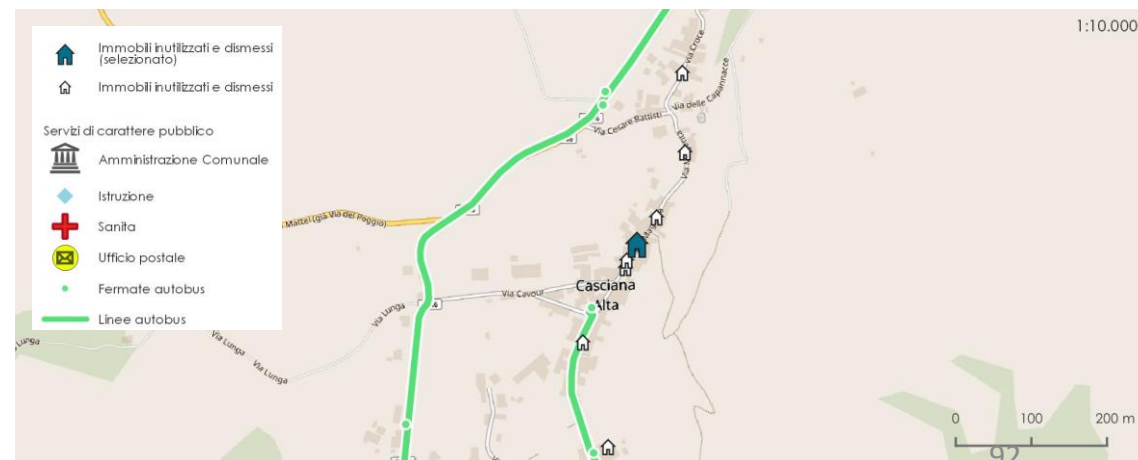 1:10.000
Immobili inutilizzati e dismessi
(selezionato)
Immobili inutilizzati e dismessi
Servizi di carattere pubblico
Amministrazione Comunale
Istruzione
Sanita
Ufficio postale
Fermate autobus
Linee autobus
Via Croce
Via delle Capannacce
Via Cesare Battisti
Mattei (già Via del Poggio)
Casciana
Alta
Via Cavour
Via Lunga
Via Lunga
Via Lunga
Via Lunga
0 100 200 m
92